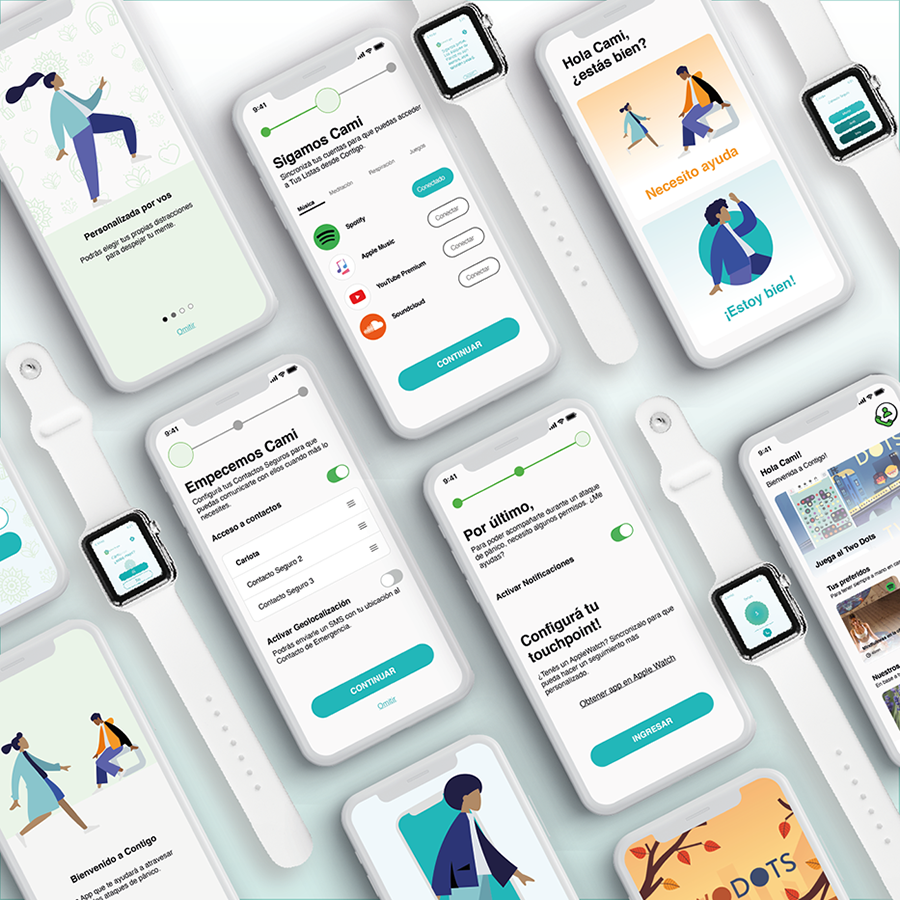 Personalizada por vos
Podrás elegir tus propias distracciones
para despejar tu mente.
Omitir
9:41
Sigamos Cami
Sincronizá tus cuentas para que puedas acceder
a Tus Listas desde Contigo.
Música
Meditación
Respiración
Juegos
Spotify
Conectado
Apple Music
Conectar
YouTube Premium
Conectar
Soundcloud
Conectar
CONTINUAR
Hola Cami,
¿estás bien?
Necesito ayuda
¡Estoy bien!
9:41
Empecemos Cami
Configurá tus Contactos Seguros para que
puedas comunicarte con ellos cuando más lo
necesites.
Acceso a contactos
Carlota
Contacto Seguro 2
Contacto Seguro 3
Activar Geolocalización
Podrás enviarle un SMS con tu ubicación al
Contacto de Emergencia.
CONTINUAR
Omitir
9:41
Por último,
Para poder acompañarte durante un ataque
de pánico, necesito algunos permisos. ¿Me
ayudas?
Activar Notificaciones
Configurá tu
touchpoint!
¿Tenés un AppleWatch? Sincronizalo para que
pueda hacer un seguimiento más
personalizado.
Obtener app en Apple Watch
INGRESAR
9:41
Hola Cami!
Bienvenida a Contigo!
DOTS
Juega al Two Dots
Tus preferidos
Para tener siempre a mano en
Nuestros
En base a
Bienvenido a Contigo
App que te ayudará a atravesar
ataques de pánico.
DOTS